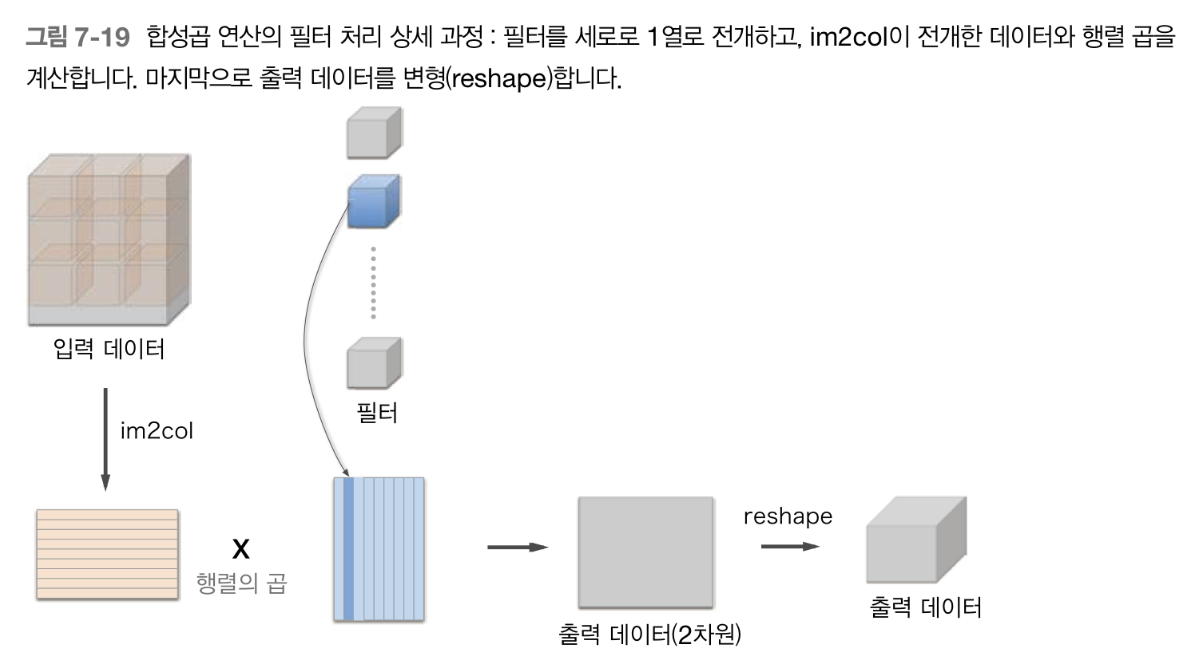 그림 7-19 합성곱 연산의 필터 처리 상세 과정 : 필터를 세로로 1열로 전개하고, im2col이 전개한 데이터와 행렬 곱을
계산합니다. 마지막으로 출력 데이터를 변형(reshape)합니다.
입력 데이터
필터
im2col
X
행렬의 곱
reshape
출력 데이터(2차원)
출력 데이터